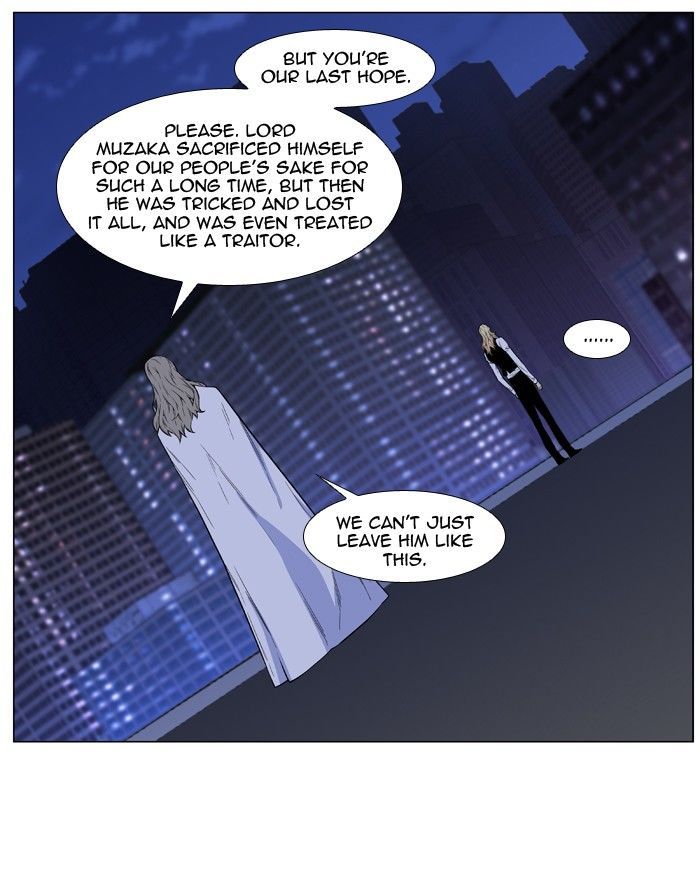 BUT YOU'RE
OUR LAST HOPE.
PLEASE. LORD
MUZAKA SACRIFICED HIMSELF
FOR OUR PEOPLE'S SAKE FOR
SUCH A LONG TIME, BUT THEN
HE WAS TRICKED AND LOST
IT ALL, AND WAS EVEN TREATED
LIKE A TRAITOR.
......
WE CAN'T JUST
LEAVE HIM LIKE
THIS.